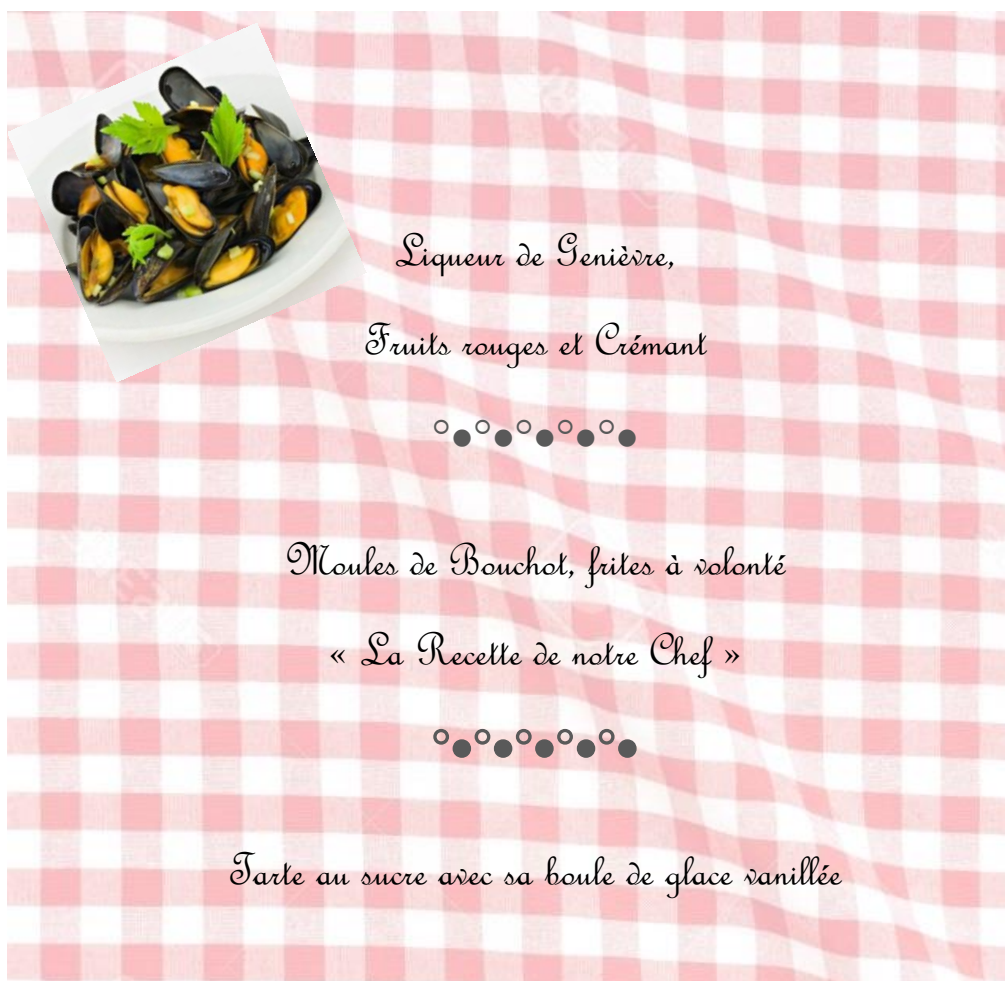 Liqueur de Genièvre,
Fruits rouges et Crémant
Moules de Bouchot, frites à volonté
« La Recette de notre Chef »
Tarte au sucre avec sa boule de glace vanillée